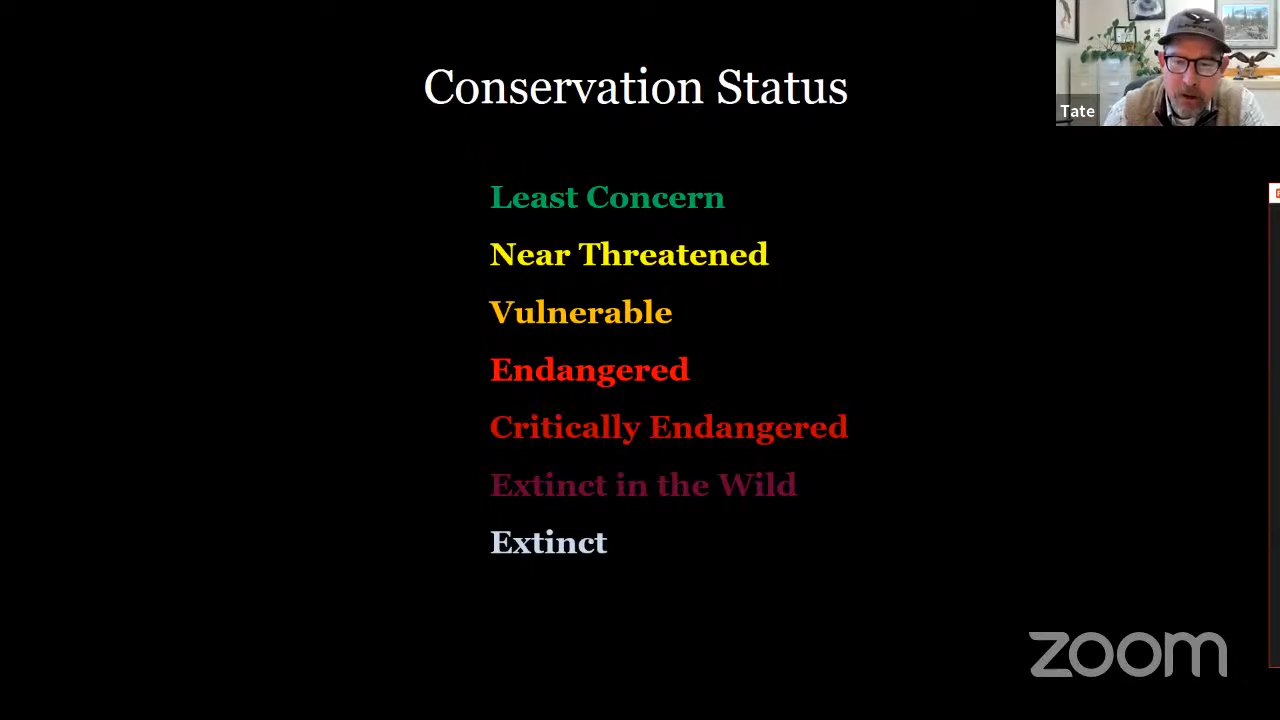 Conservation Status
Tate
Least Concern
Near Threatened
Vulnerable
Endangered
Critically Endangered
Extinct in the Wild
Extinct
zoom